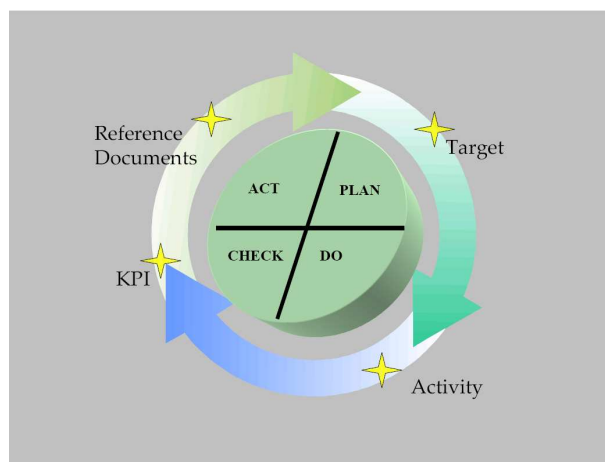 Reference
Documents
Target
ACT
PLAN
CHECK
DO
KPI
Activity